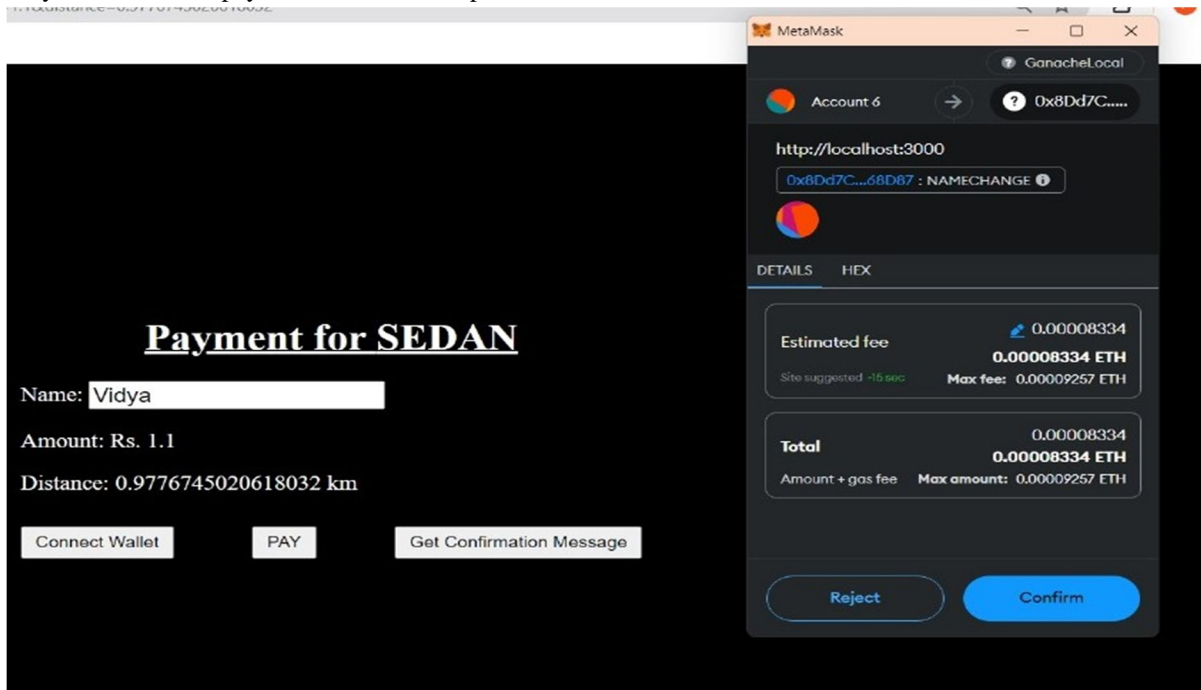 MetaMask
GanacheLocal
Account 6
0x8Dd7C.....
http://localhost:3000
0x8Dd7C...68D87 : NAMECHANGE
DETAILS HEX
Estimated fee
0.00008334
0.00008334 ETH
Site suggested ~15 sec
Max fee: 0.00009257 ETH
Total
0.00008334
0.00008334 ETH
Amount + gas fee
Max amount: 0.00009257 ETH
Reject
Confirm
Payment for SEDAN
Name: Vidya
Amount: Rs. 1.1
Distance: 0.9776745020618032 km
Connect Wallet
PAY
Get Confirmation Message